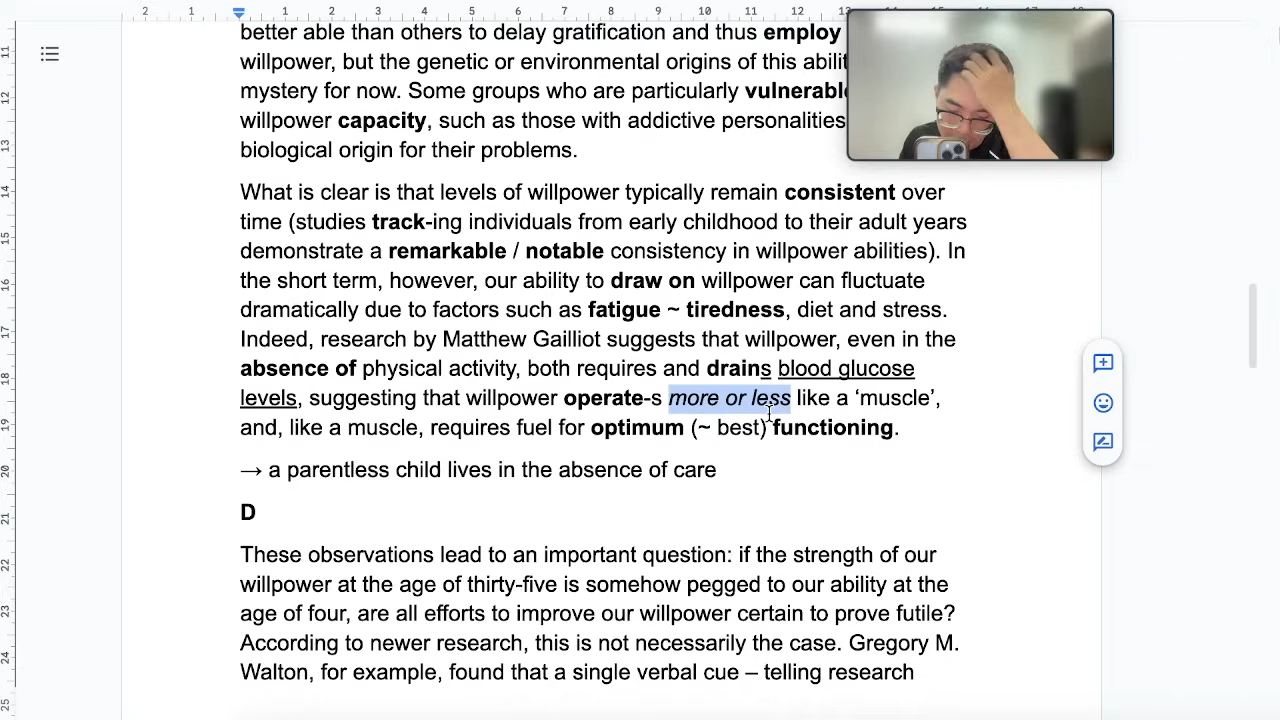 better able than others to delay gratification and thus employ
willpower, but the genetic or environmental origins of this
mystery for now. Some groups who are particularly
willpower capacity, such as those with addictive personalities
biological origin for their problems.
What is clear is that levels of willpower typically remain consistent over
time (studies track-ing individuals from early childhood to their adult years
demonstrate a remarkable / notable consistency in willpower abilities). In
the short term, however, our ability to draw on willpower can fluctuate
dramatically due to factors such as fatigue ~ tiredness, diet and stress.
Indeed, research by Matthew Gailliot suggests that willpower, even in the
absence of physical activity, both requires and drains blood glucose
levels, suggesting that willpower operate-s more or less like a ‘muscle’,
and, like a muscle, requires fuel for optimum (~ best) functioning.
→ a parentless child lives in the absence of care
D
These observations lead to an important question: if the strength of our
willpower at the age of thirty-five is somehow pegged to our ability at the
age of four, are all efforts to improve our willpower certain to prove futile?
According to newer research, this is not necessarily the case. Gregory M.
Walton, for example, found that a single verbal cue – telling research